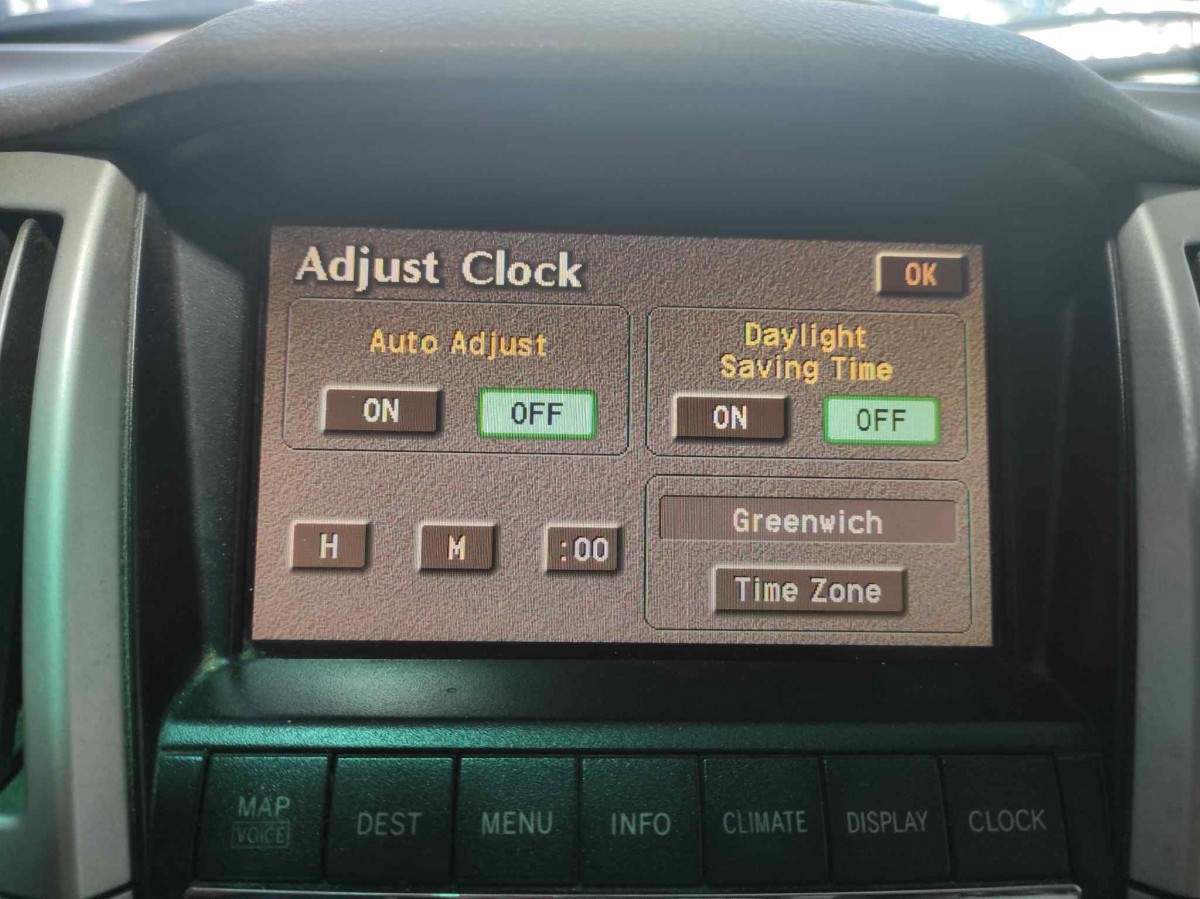 Adjust Clock
OK
Auto Adjust
ON OFF
Daylight
Saving Time
ON OFF
H M :00
Greenwich
Time Zone
MAP
VOICE
DEST
MENU
INFO
CLIMATE
DISPLAY
CLOCK